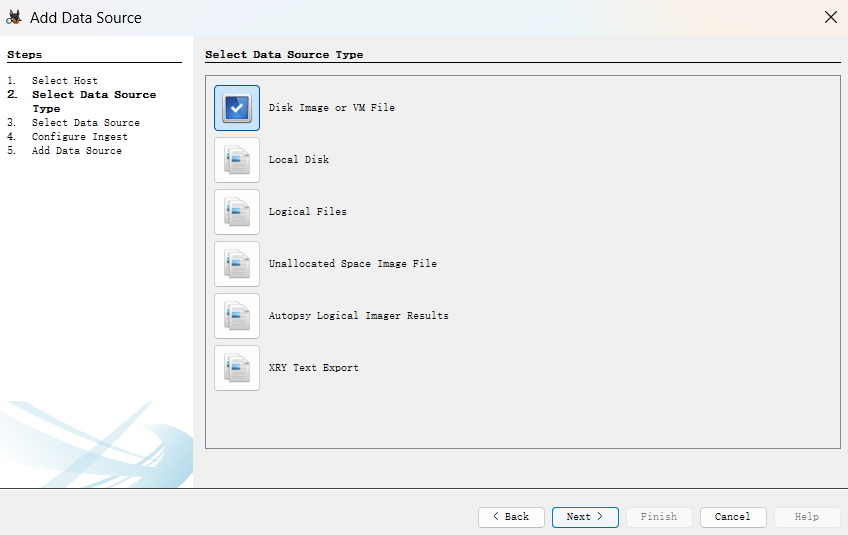 Add Data Source
Steps
1. Select Host
2. Select Data Source
Type
3. Select Data Source
4. Configure Ingest
5. Add Data Source
Select Data Source Type
Disk Image or VM File
Local Disk
Logical Files
Unallocated Space Image File
Autopsy Logical Imager Results
XRY Text Export
< Back
Next >
Finish
Cancel
Help